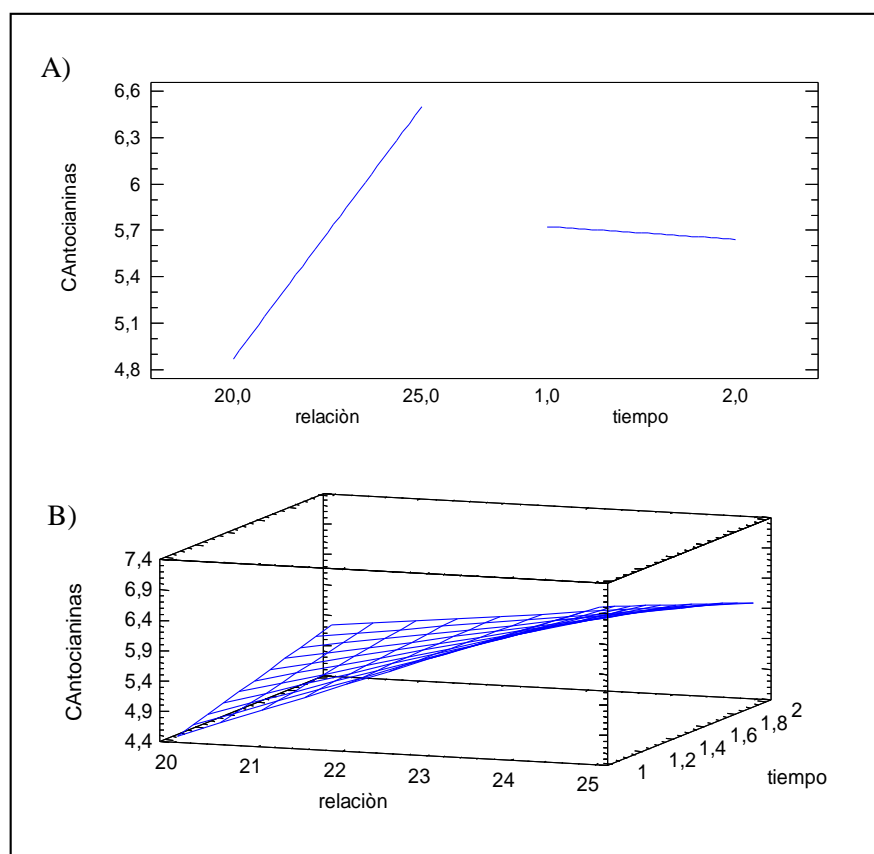 A)
CAntocianinas
6,6
6,3
6
5,7
5,4
5,1
4,8
20,0 25,0 1,0 2,0
relaciòn tiempo
B)
CAntocianinas
7,4
6,9
6,4
5,9
5,4
4,9
4,4
20 21 22 23 24 25
relaciòn
1 1,2 1,4 1,6 1,8 2
tiempo